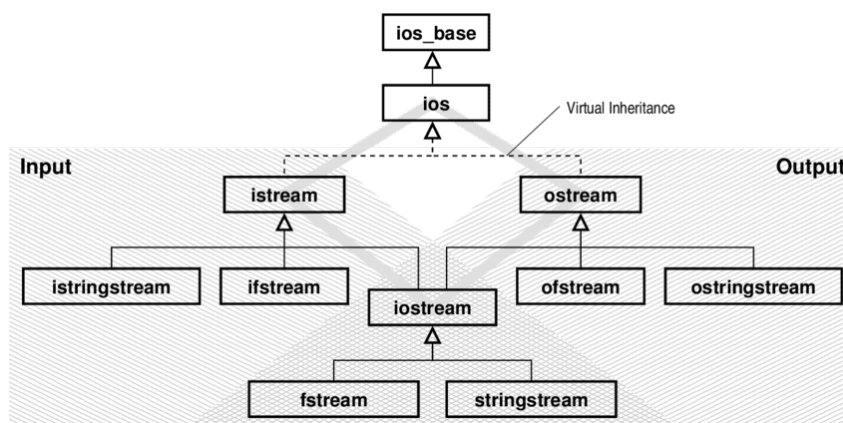 ios_base
ios
Virtual Inheritance
Input
Output
istream
ostream
istringstream
ifstream
ofstream
ostringstream
iostream
fstream
stringstream